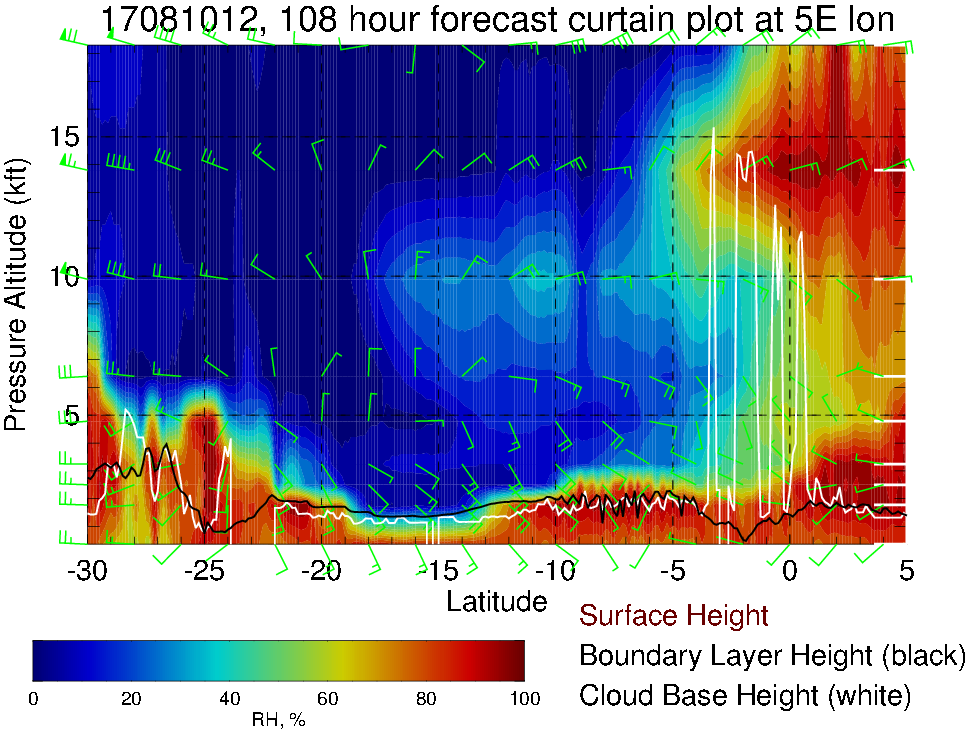 17081012, 108 hour forecast curtain plot at 5E lon
Pressure Altitude (kft)
15
10
5
-30 -25 -20 -15 -10 -5 0 5
Latitude
Surface Height
Boundary Layer Height (black)
Cloud Base Height (white)
0 20 40 60 80 100
RH, %